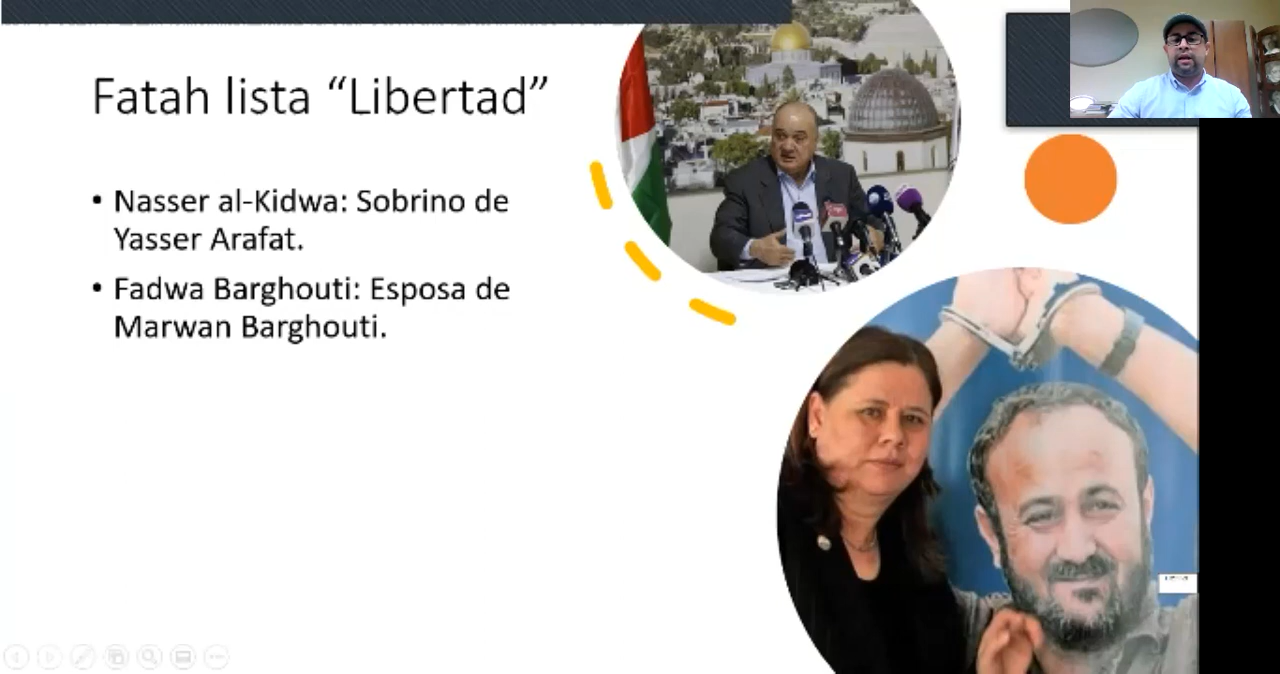 Fatah lista “Libertad”
• Nasser al-Kidwa: Sobrino de
Yasser Arafat.
• Fadwa Barghouti: Esposa de
Marwan Barghouti.